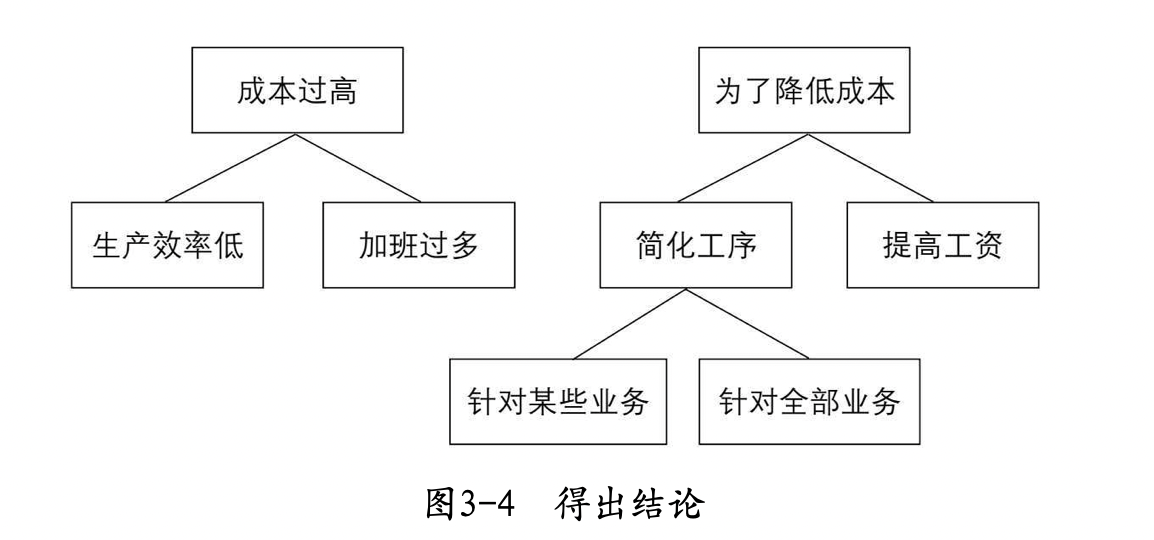 成本过高
为了降低成本
生产效率低
加班过多
简化工序
提高工资
针对某些业务
针对全部业务
图3-4 得出结论